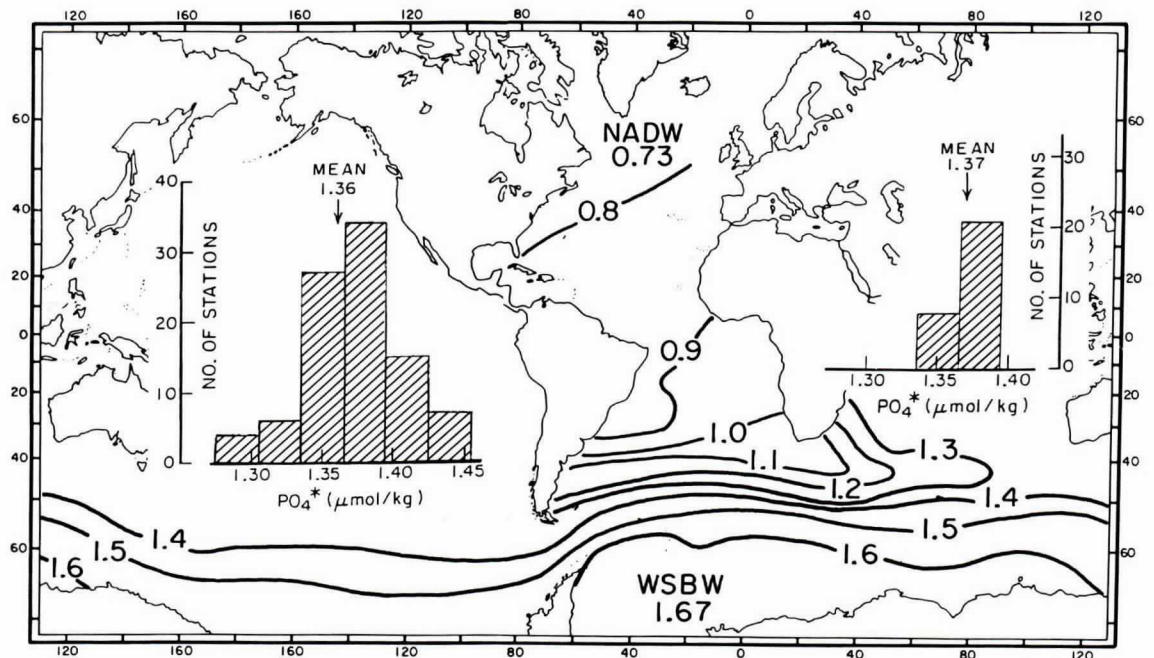 160 160 120 80 40 0 40 80 120
60 60
40 40
20 20
0 0
20 20
40 40
60 60
120 160 160 120 80 40 0 40 80 120
NADW
0.73
0.8
0.9
1.0
1.1
1.2
1.3
1.4
1.5
1.6
1.4
1.5
1.6
WSBW
1.67
MEAN
1.36
NO. OF STATIONS
40
30
20
10
0
1.30 1.35 1.40 1.45
PO₄* (μmol/kg)
MEAN
1.37
NO. OF STATIONS
30
20
10
0
1.30 1.35 1.40
PO₄* (μmol/kg)